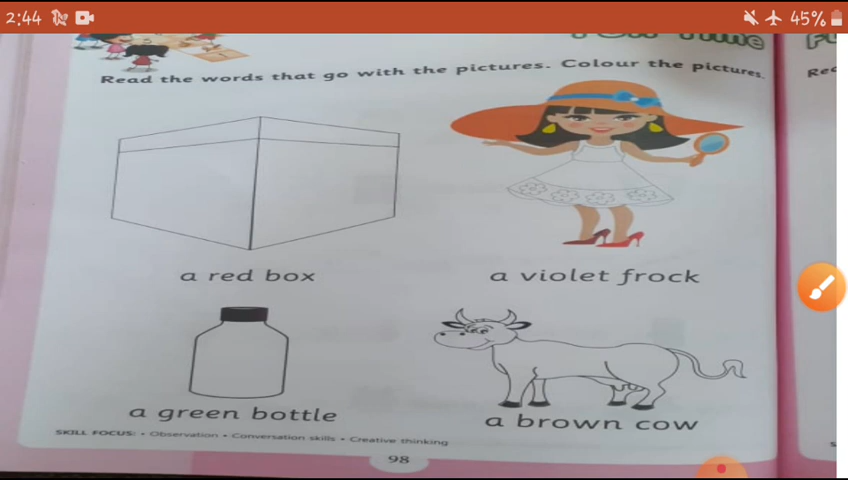 2:44
45%
Time
Read the words that go with the pictures. Colour the pictures.
a red box
a violet frock
a green bottle
a brown cow
SKILL FOCUS: • Observation • Conversation skills • Creative thinking
98